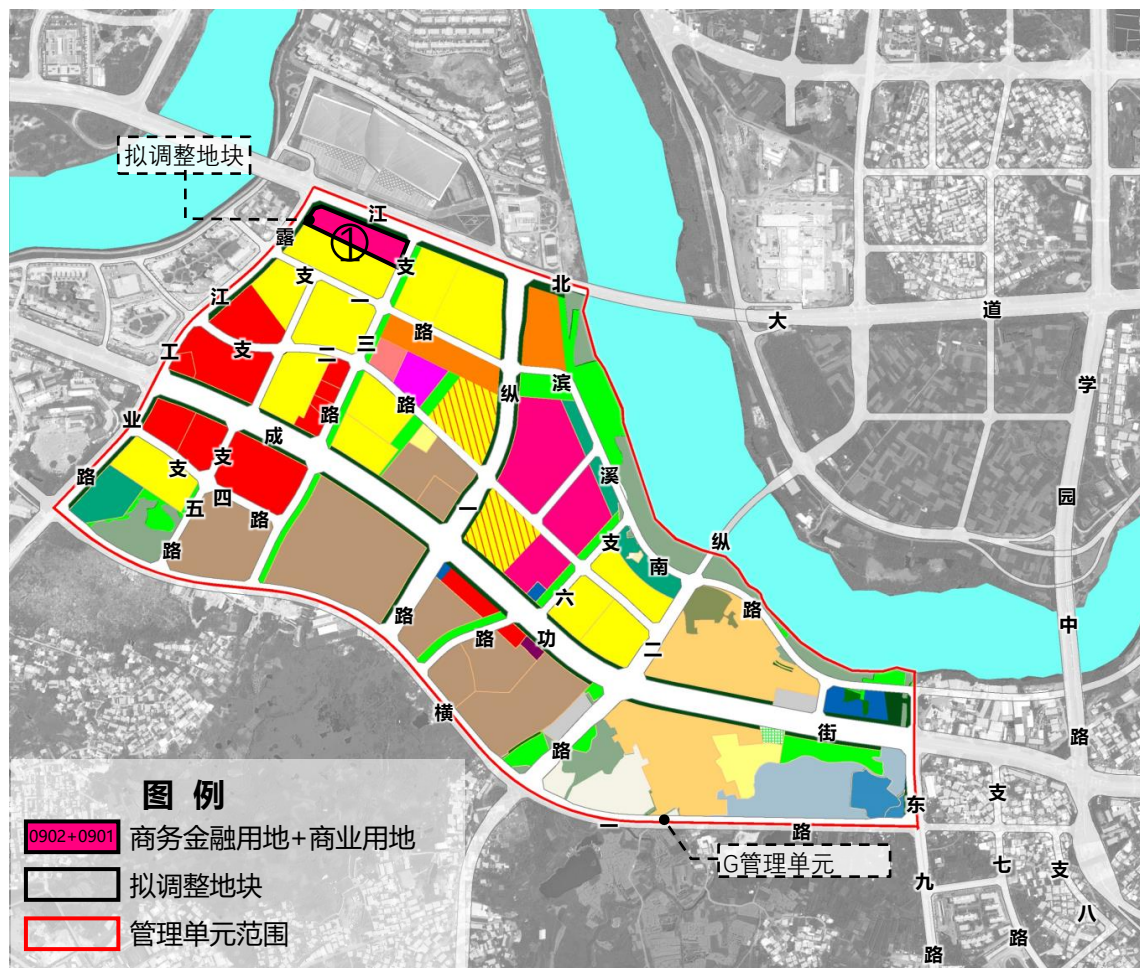 拟调整地块
①
江北大道
露江工业路
支一路
支二路
支三路
支四路
支五路
支六路
成功街
纵一路
纵二路
滨溪南路
学园中路
横一路
东九路
支七路
支八
G管理单元
图 例
0902+0901 商务金融用地+商业用地
拟调整地块
管理单元范围